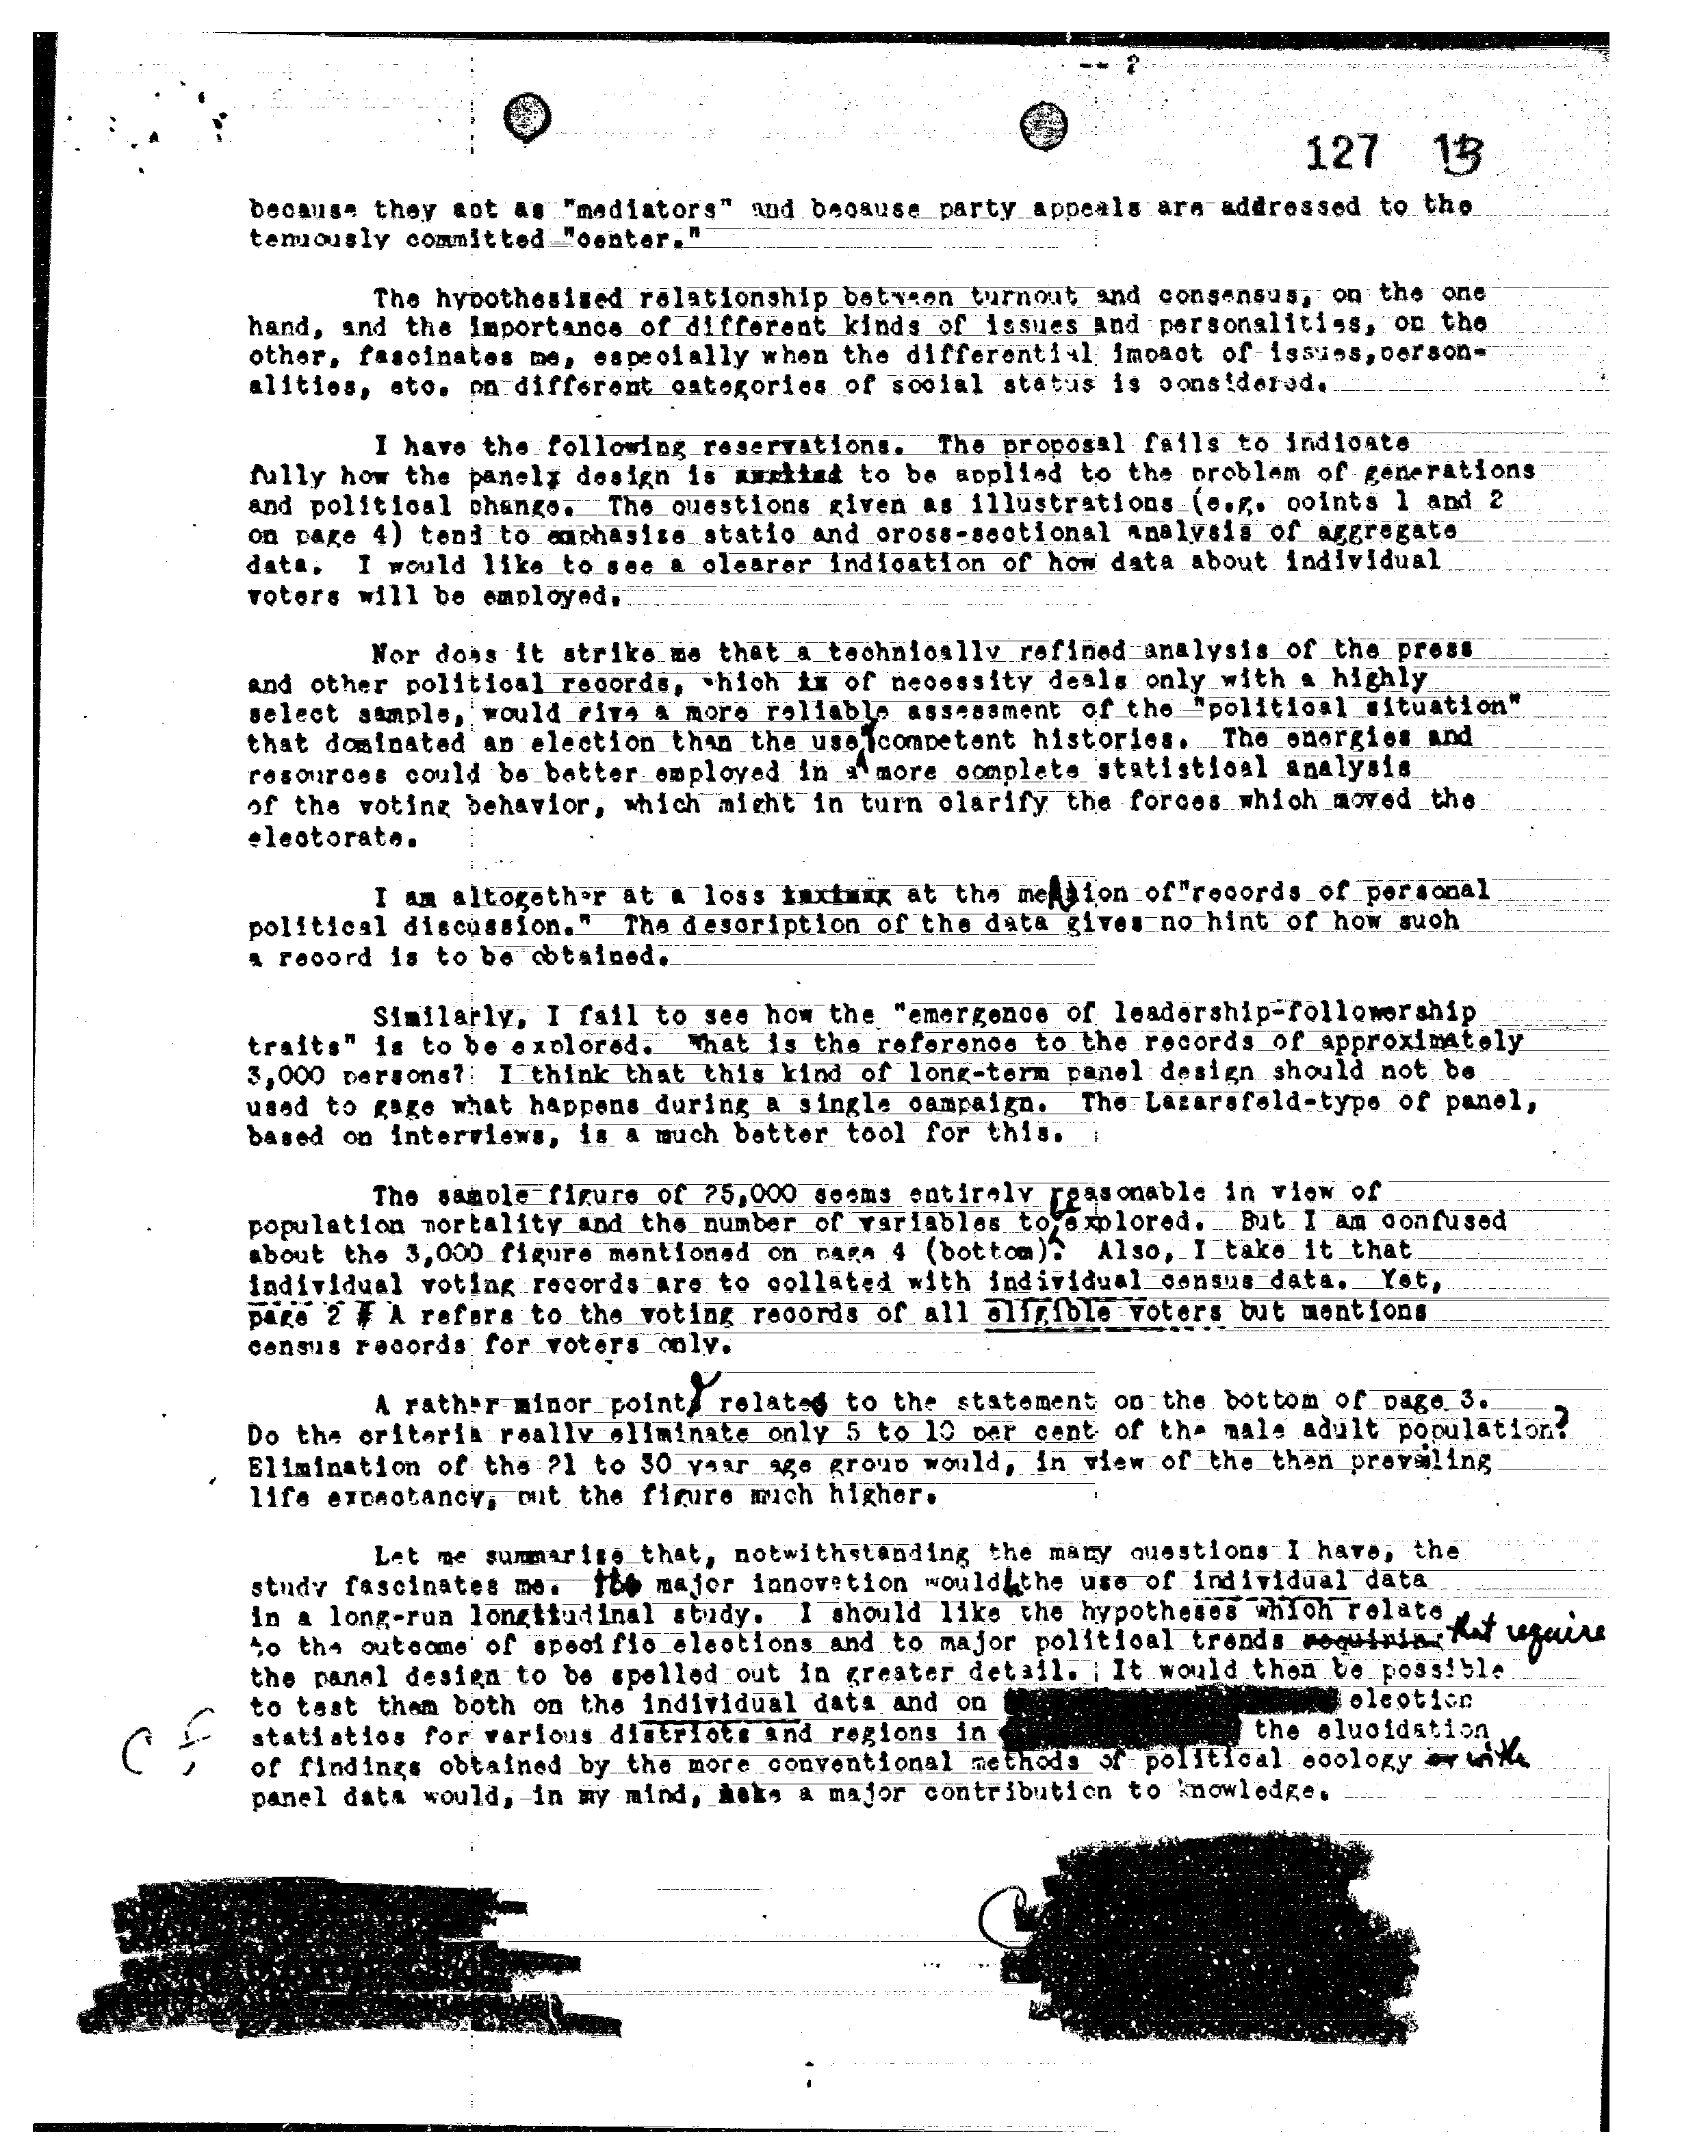 -- 2
127 13
because they act as "mediators" and because party appeals are addressed to the
tenuously committed "center."
The hypothesized relationship between turnout and consensus, on the one
hand, and the importance of different kinds of issues and personalities, on the
other, fascinates me, especially when the differential impact of issues,person-
alities, etc. on different categories of social status is considered.
I have the following reservations. The proposal fails to indicate
fully how the panel design is to be applied to the problem of generations
and political change. The questions given as illustrations (e.g. points 1 and 2
on page 4) tend to emphasize static and cross-sectional analysis of aggregate
data. I would like to see a clearer indication of how data about individual
voters will be employed.
Nor does it strike me that a technically refined analysis of the press
and other political records, which of necessity deals only with a highly
select sample, would give a more reliable assessment of the "political situation"
that dominated an election than the use competent histories. The energies and
resources could be better employed in a more complete statistical analysis
of the voting behavior, which might in turn clarify the forces which moved the
electorate.
I am altogether at a loss at the mention of"records of personal
political discussion." The description of the data gives no hint of how such
a record is to be obtained.
Similarly, I fail to see how the "emergence of leadership-followership
traits" is to be explored. What is the reference to the records of approximately
3,000 persons? I think that this kind of long-term panel design should not be
used to gage what happens during a single campaign. The Lazarsfeld-type of panel,
based on interviews, is a much better tool for this.
The sample figure of 25,000 seems entirely reasonable in view of
population mortality and the number of variables to be explored. But I am confused
about the 3,000 figure mentioned on page 4 (bottom). Also, I take it that
individual voting records are to collated with individual census data. Yet,
page 2 A refers to the voting records of all eligible voters but mentions
census records for voters only.
A rather minor point related to the statement on the bottom of page 3.
Do the criteria really eliminate only 5 to 10 per cent of the male adult population?
Elimination of the 21 to 30 year age group would, in view of the then prevailing
life expectancy, put the figure much higher.
Let me summarize that, notwithstanding the many questions I have, the
study fascinates me. The major innovation would the use of individual data
in a long-run longitudinal study. I should like the hypotheses which relate
to the outcome of specific elections and to major political trends that require
the panel design to be spelled out in greater detail. It would then be possible
to test them both on the individual data and on election
statistics for various districts and regions in the elucidation
of findings obtained by the more conventional methods of political ecology with
panel data would, in my mind, make a major contribution to knowledge.